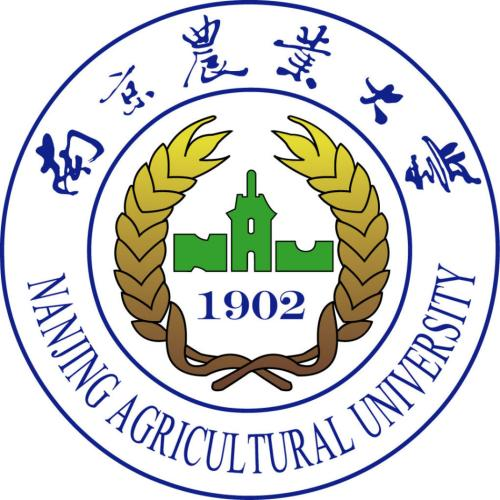 南京農業大學
1902
NANJING AGRICULTURAL UNIVERSITY